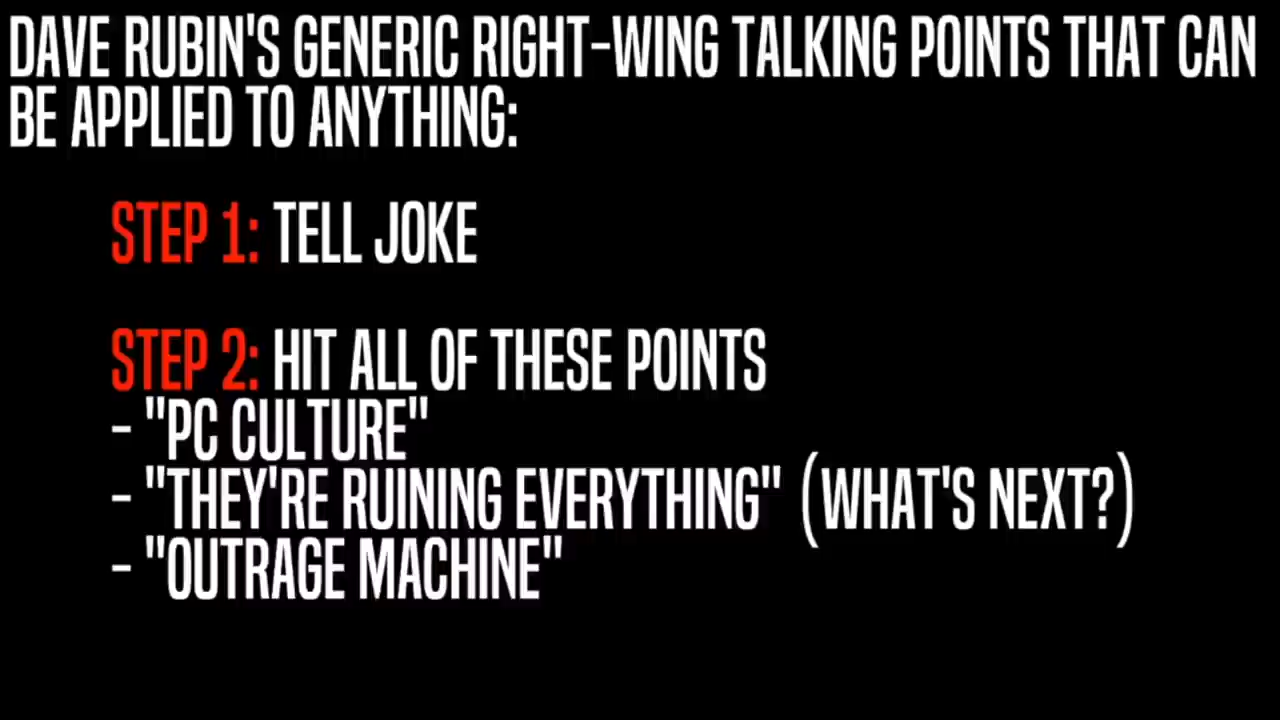 DAVE RUBIN'S GENERIC RIGHT-WING TALKING POINTS THAT CAN
BE APPLIED TO ANYTHING:
STEP 1: TELL JOKE
STEP 2: HIT ALL OF THESE POINTS
- "PC CULTURE"
- "THEY'RE RUINING EVERYTHING" (WHAT'S NEXT?)
- "OUTRAGE MACHINE"